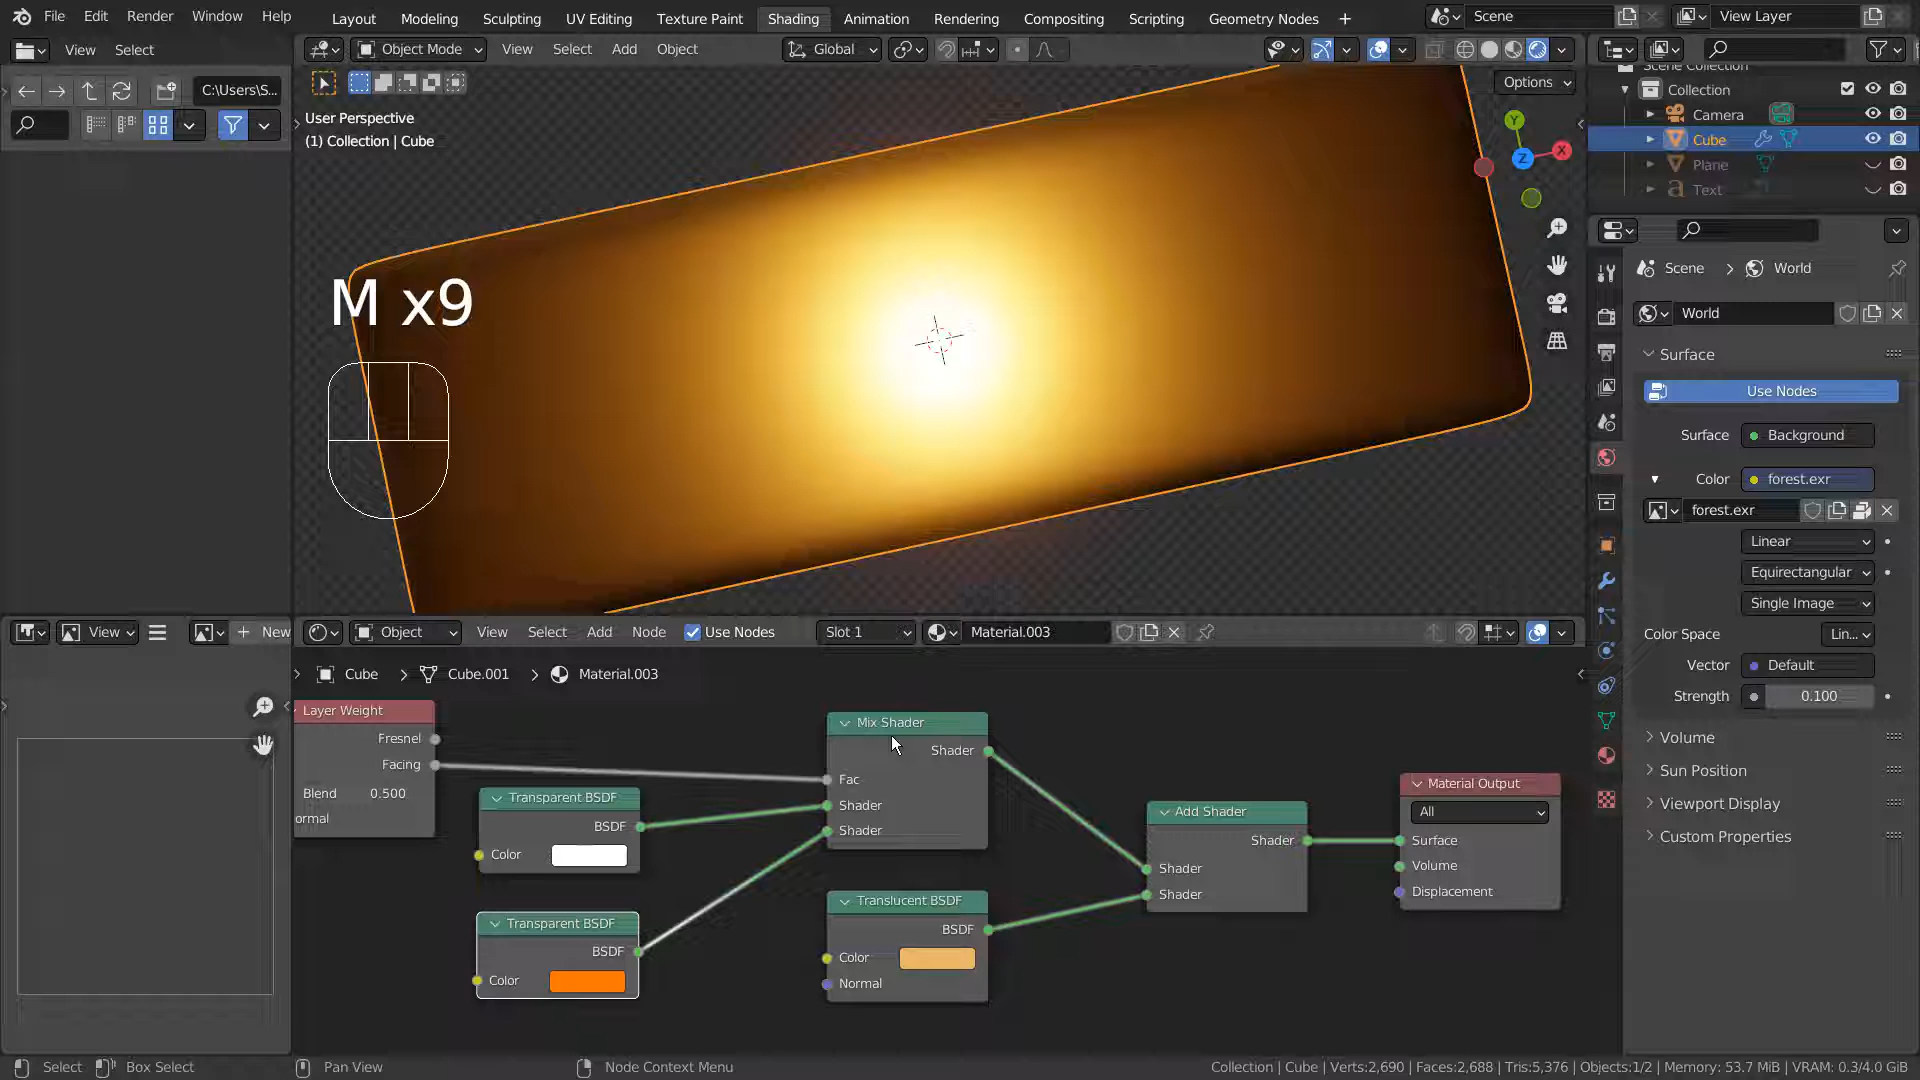 File Edit Render Window Help
Layout Modeling Sculpting UV Editing Texture Paint Shading Animation Rendering Compositing Scripting Geometry Nodes +
Scene
View Layer
View Select
Object Mode View Select Add Object
Global
C:\Users\S...
Options
User Perspective
(1) Collection | Cube
Y
X
Z
M x9
Scene Collection
Collection
Camera
Cube
Plane
Text
Scene > World
World
Surface
Use Nodes
Surface Background
Color forest.exr
forest.exr
Linear
Equirectangular
Single Image
Color Space Lin...
Vector Default
Strength 0.100
Volume
Sun Position
Viewport Display
Custom Properties
View
+ New
Object View Select Add Node Use Nodes Slot 1 Material.003
Cube > Cube.001 > Material.003
Layer Weight
Fresnel
Facing
Blend 0.500
ormal
Transparent BSDF
BSDF
Color
Transparent BSDF
BSDF
Color
Mix Shader
Shader
Fac
Shader
Shader
Translucent BSDF
BSDF
Color
Normal
Add Shader
Shader
Shader
Shader
Material Output
All
Surface
Volume
Displacement
Select Box Select Pan View Node Context Menu
Collection | Cube | Verts:2,690 | Faces:2,688 | Tris:5,376 | Objects:1/2 | Memory: 53.7 MiB | VRAM: 0.3/4.0 GiB